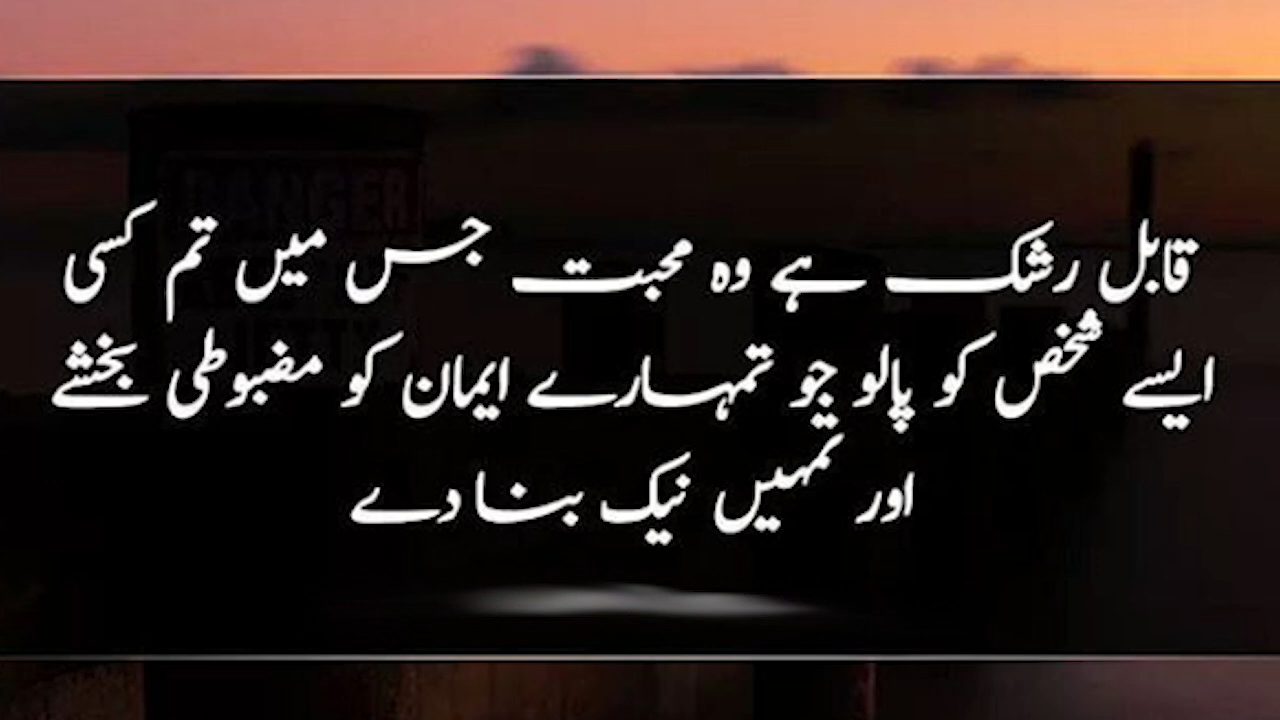 قابل رشک ہے وہ محبت جس میں تم کسی
ایسے شخص کو پالو جو تمہارے ایمان کو مضبوطی بخشے
اور تمہیں نیک بنا دے